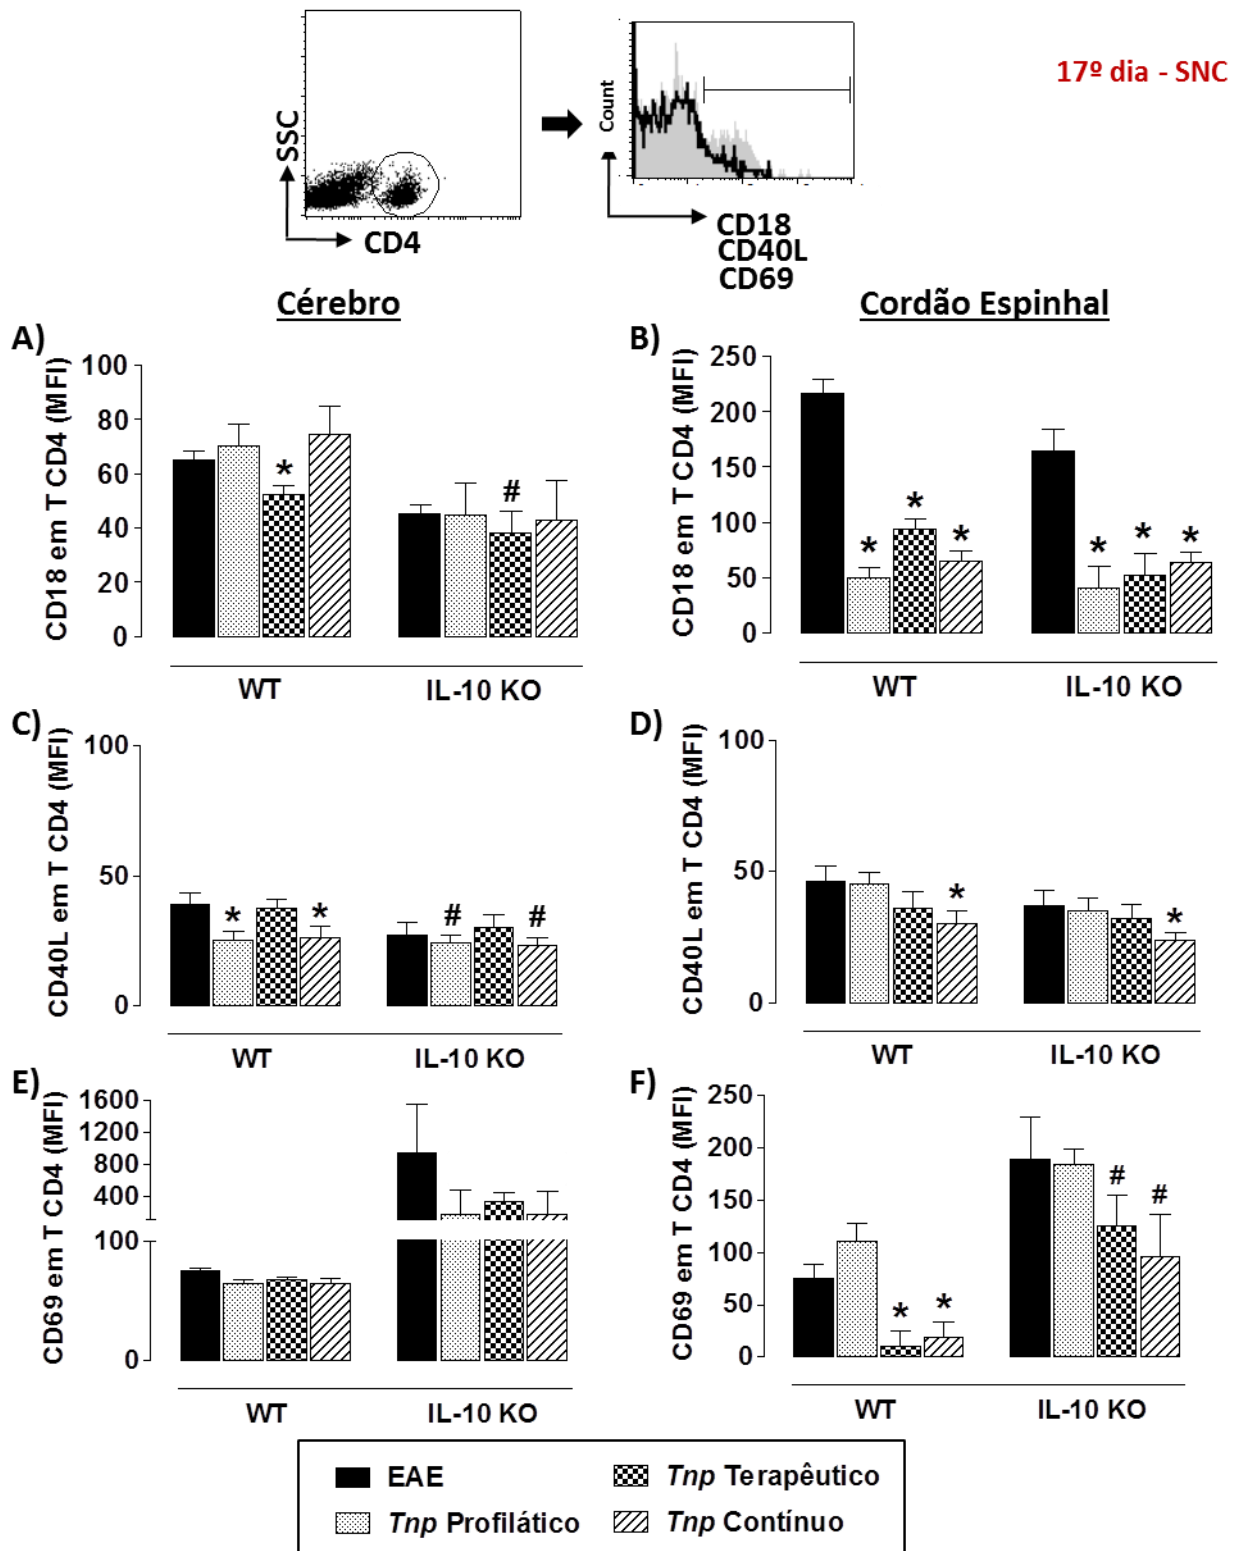 17º dia - SNC
SSC
CD4
Count
CD18
CD40L
CD69
Cérebro
Cordão Espinhal
A)
CD18 em T CD4 (MFI)
100
80
60
40
20
0
*
#
WT
IL-10 KO
B)
CD18 em T CD4 (MFI)
250
200
150
100
50
0
* * *
* * *
WT
IL-10 KO
C)
CD40L em T CD4 (MFI)
100
50
0
* *
# #
WT
IL-10 KO
D)
CD40L em T CD4 (MFI)
100
50
0
*
*
WT
IL-10 KO
E)
CD69 em T CD4 (MFI)
1600
1200
800
400
100
0
WT
IL-10 KO
F)
CD69 em T CD4 (MFI)
250
200
150
100
50
0
* *
# #
WT
IL-10 KO
EAE
Tnp Terapêutico
Tnp Profilático
Tnp Contínuo